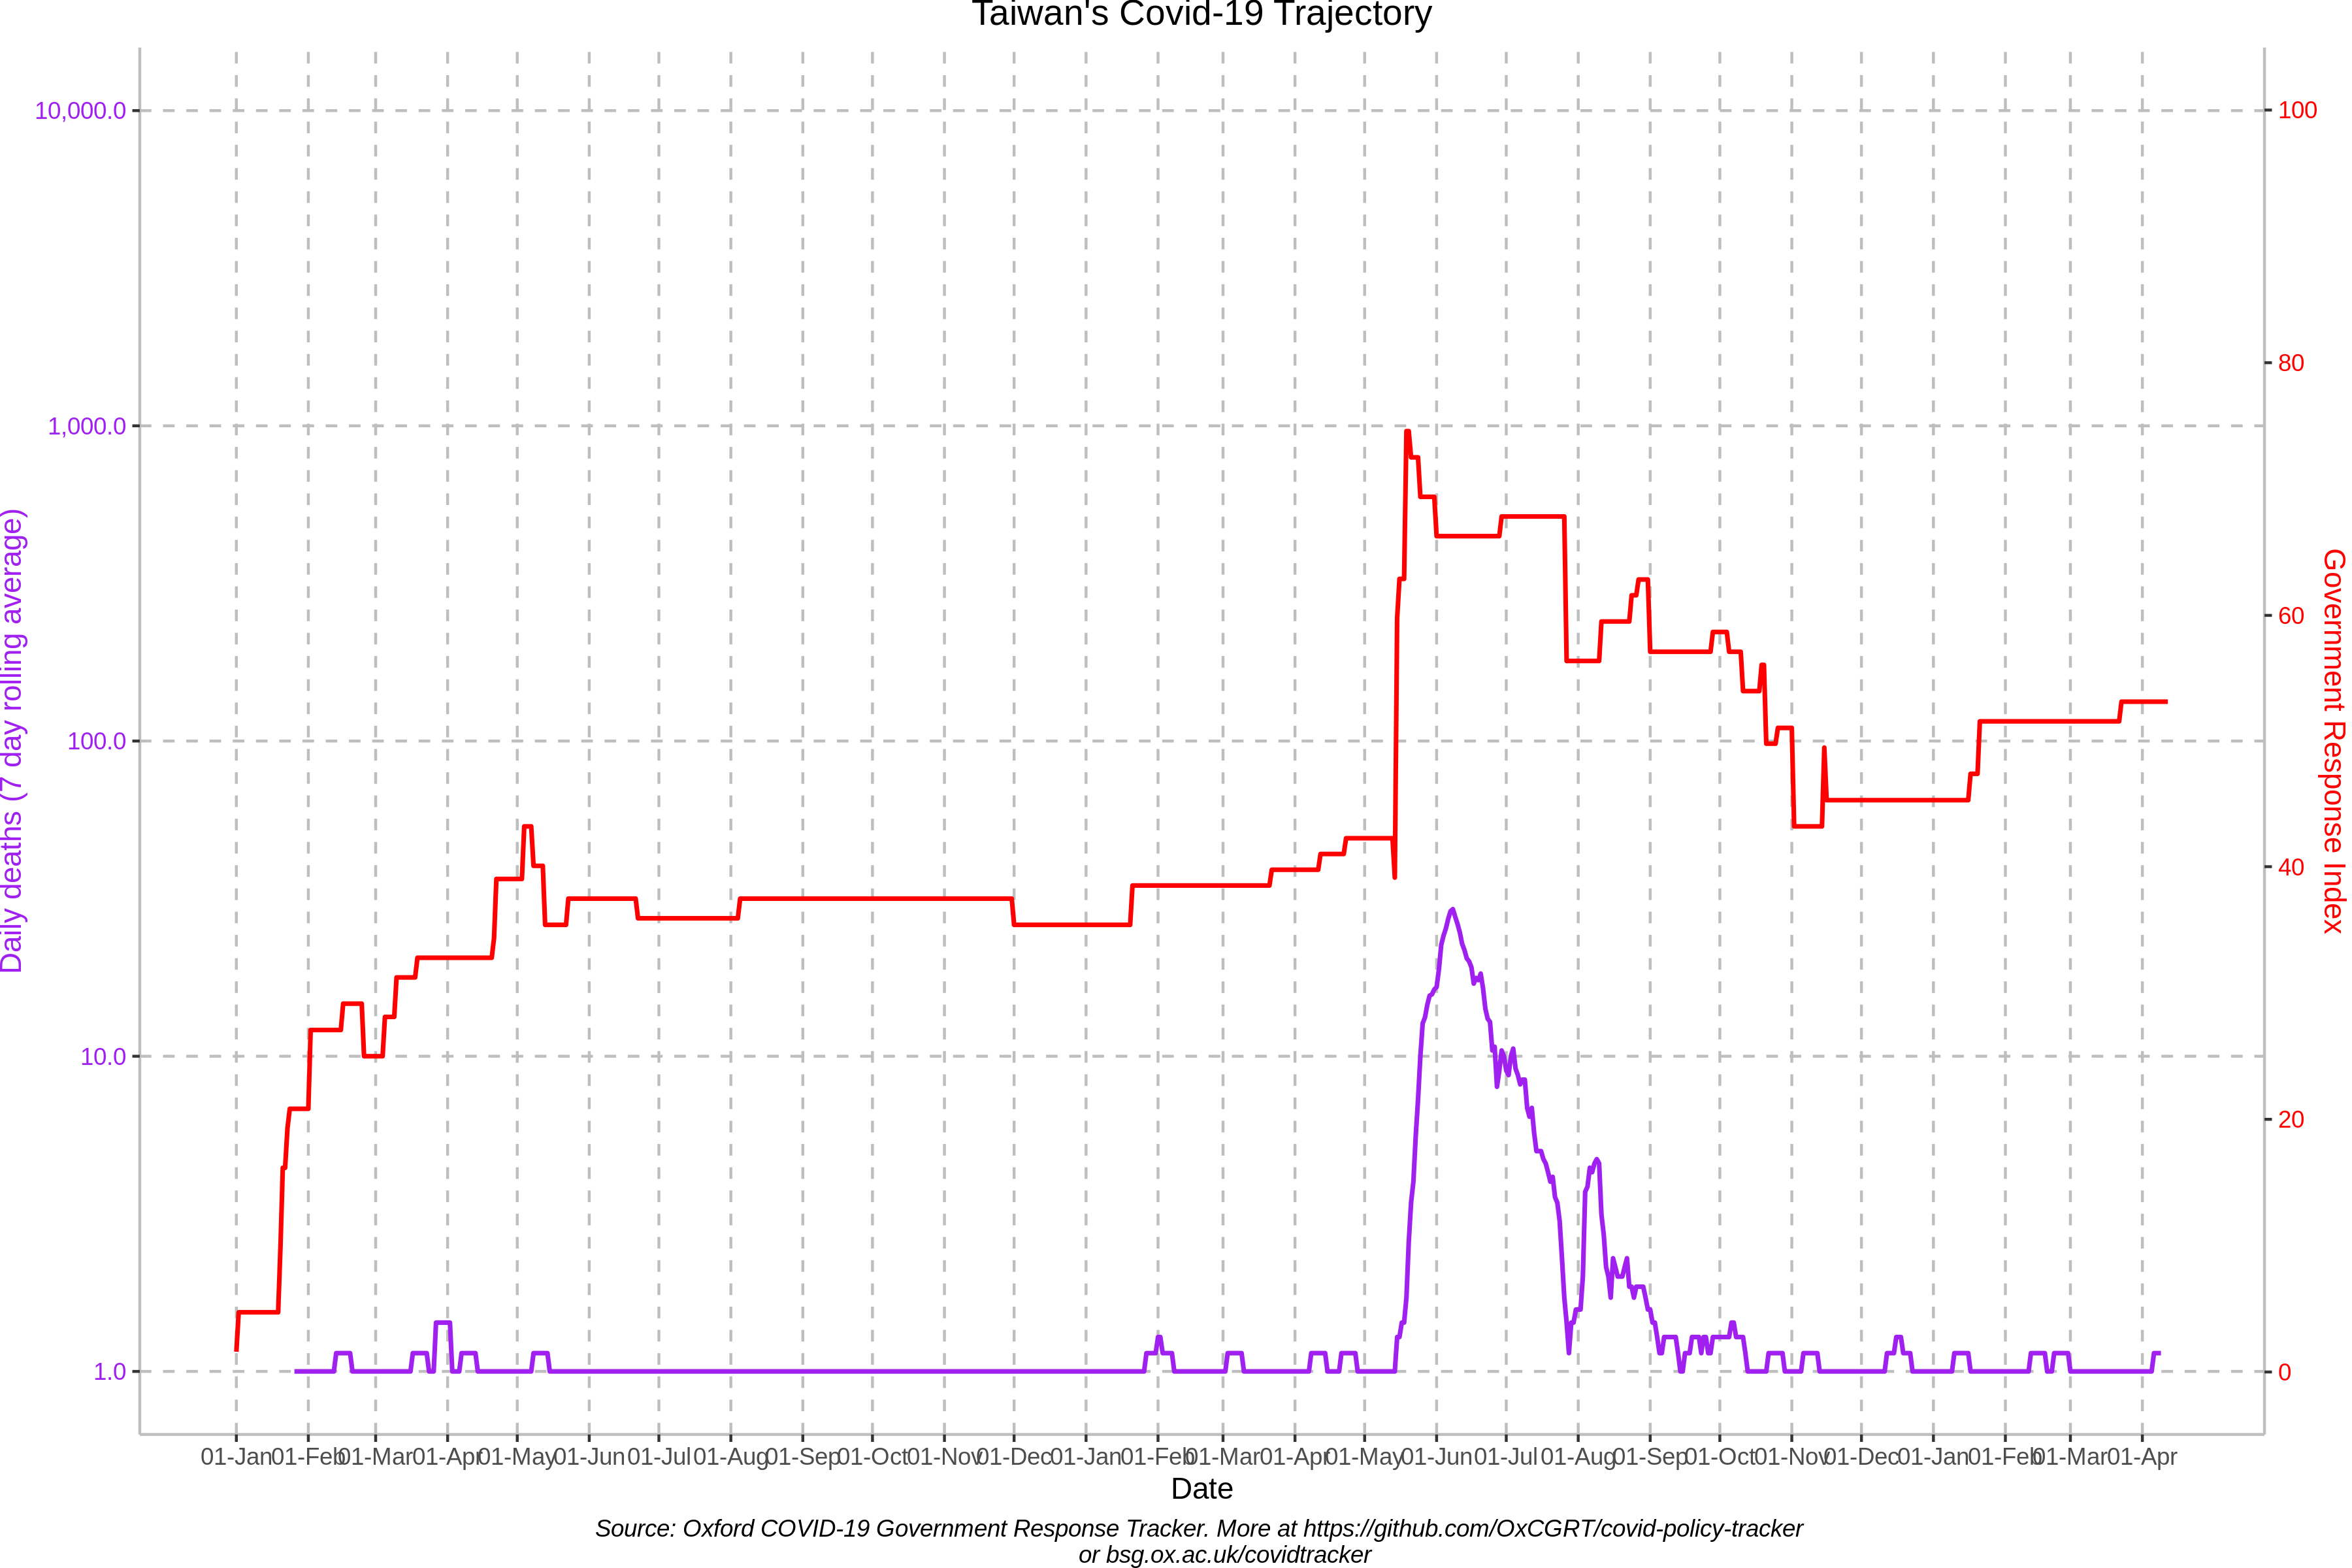 Taiwan's Covid-19 Trajectory
10,000.0
1,000.0
100.0
10.0
1.0
Daily deaths (7 day rolling average)
100
80
60
40
20
0
Government Response Index
01-Jan 01-Feb 01-Mar 01-Apr 01-May 01-Jun 01-Jul 01-Aug 01-Sep 01-Oct 01-Nov 01-Dec 01-Jan 01-Feb 01-Mar 01-Apr 01-May 01-Jun 01-Jul 01-Aug 01-Sep 01-Oct 01-Nov 01-Dec 01-Jan 01-Feb 01-Mar 01-Apr
Date
Source: Oxford COVID-19 Government Response Tracker. More at https://github.com/OxCGRT/covid-policy-tracker
or bsg.ox.ac.uk/covidtracker